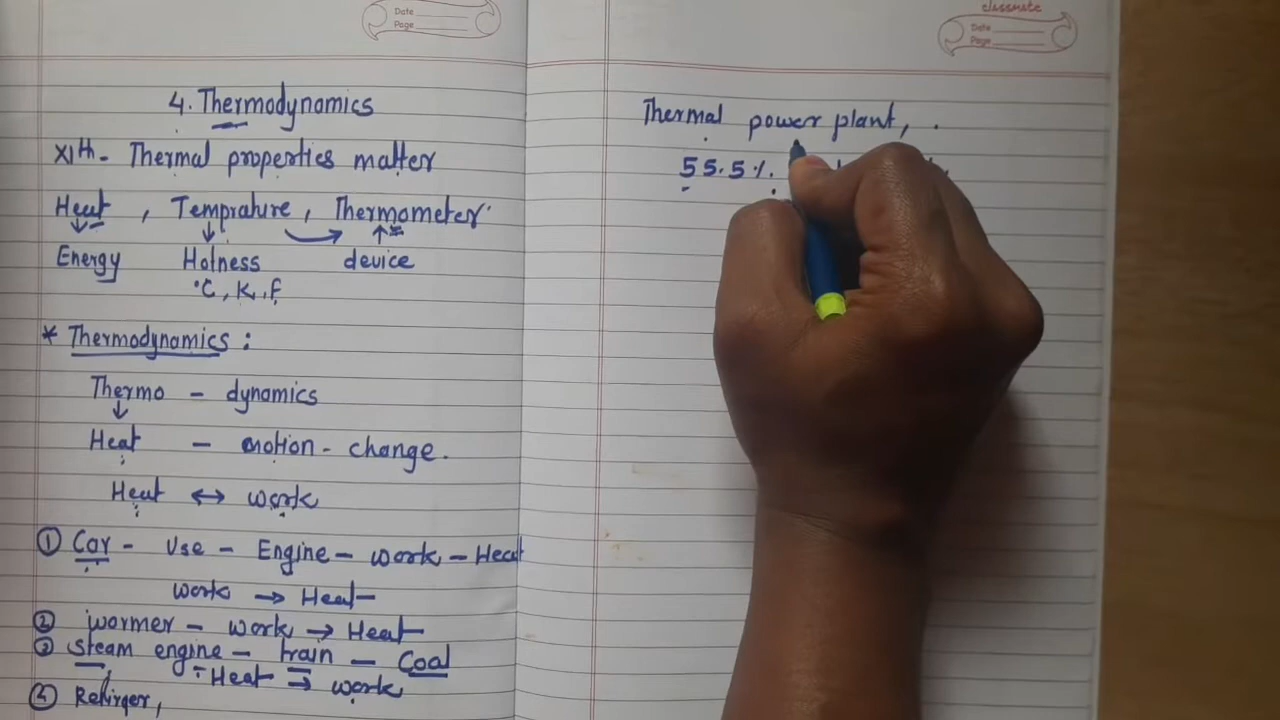 Date
Page
4. Thermodynamics
XIth - Thermal properties matter
Heat , Temprature , Thermometer.
Energy Hotness device
°C, K, F
* Thermodynamics :
Thermo - dynamics
Heat - motion - change.
Heat ↔ work
① Car - Use - Engine - work - Heat
work → Heat
② wormer - work → Heat
③ steam engine - train - Coal
- Heat → work
④ Refirger,
classmate
Date
Page
Thermal power plant,
55.5%.